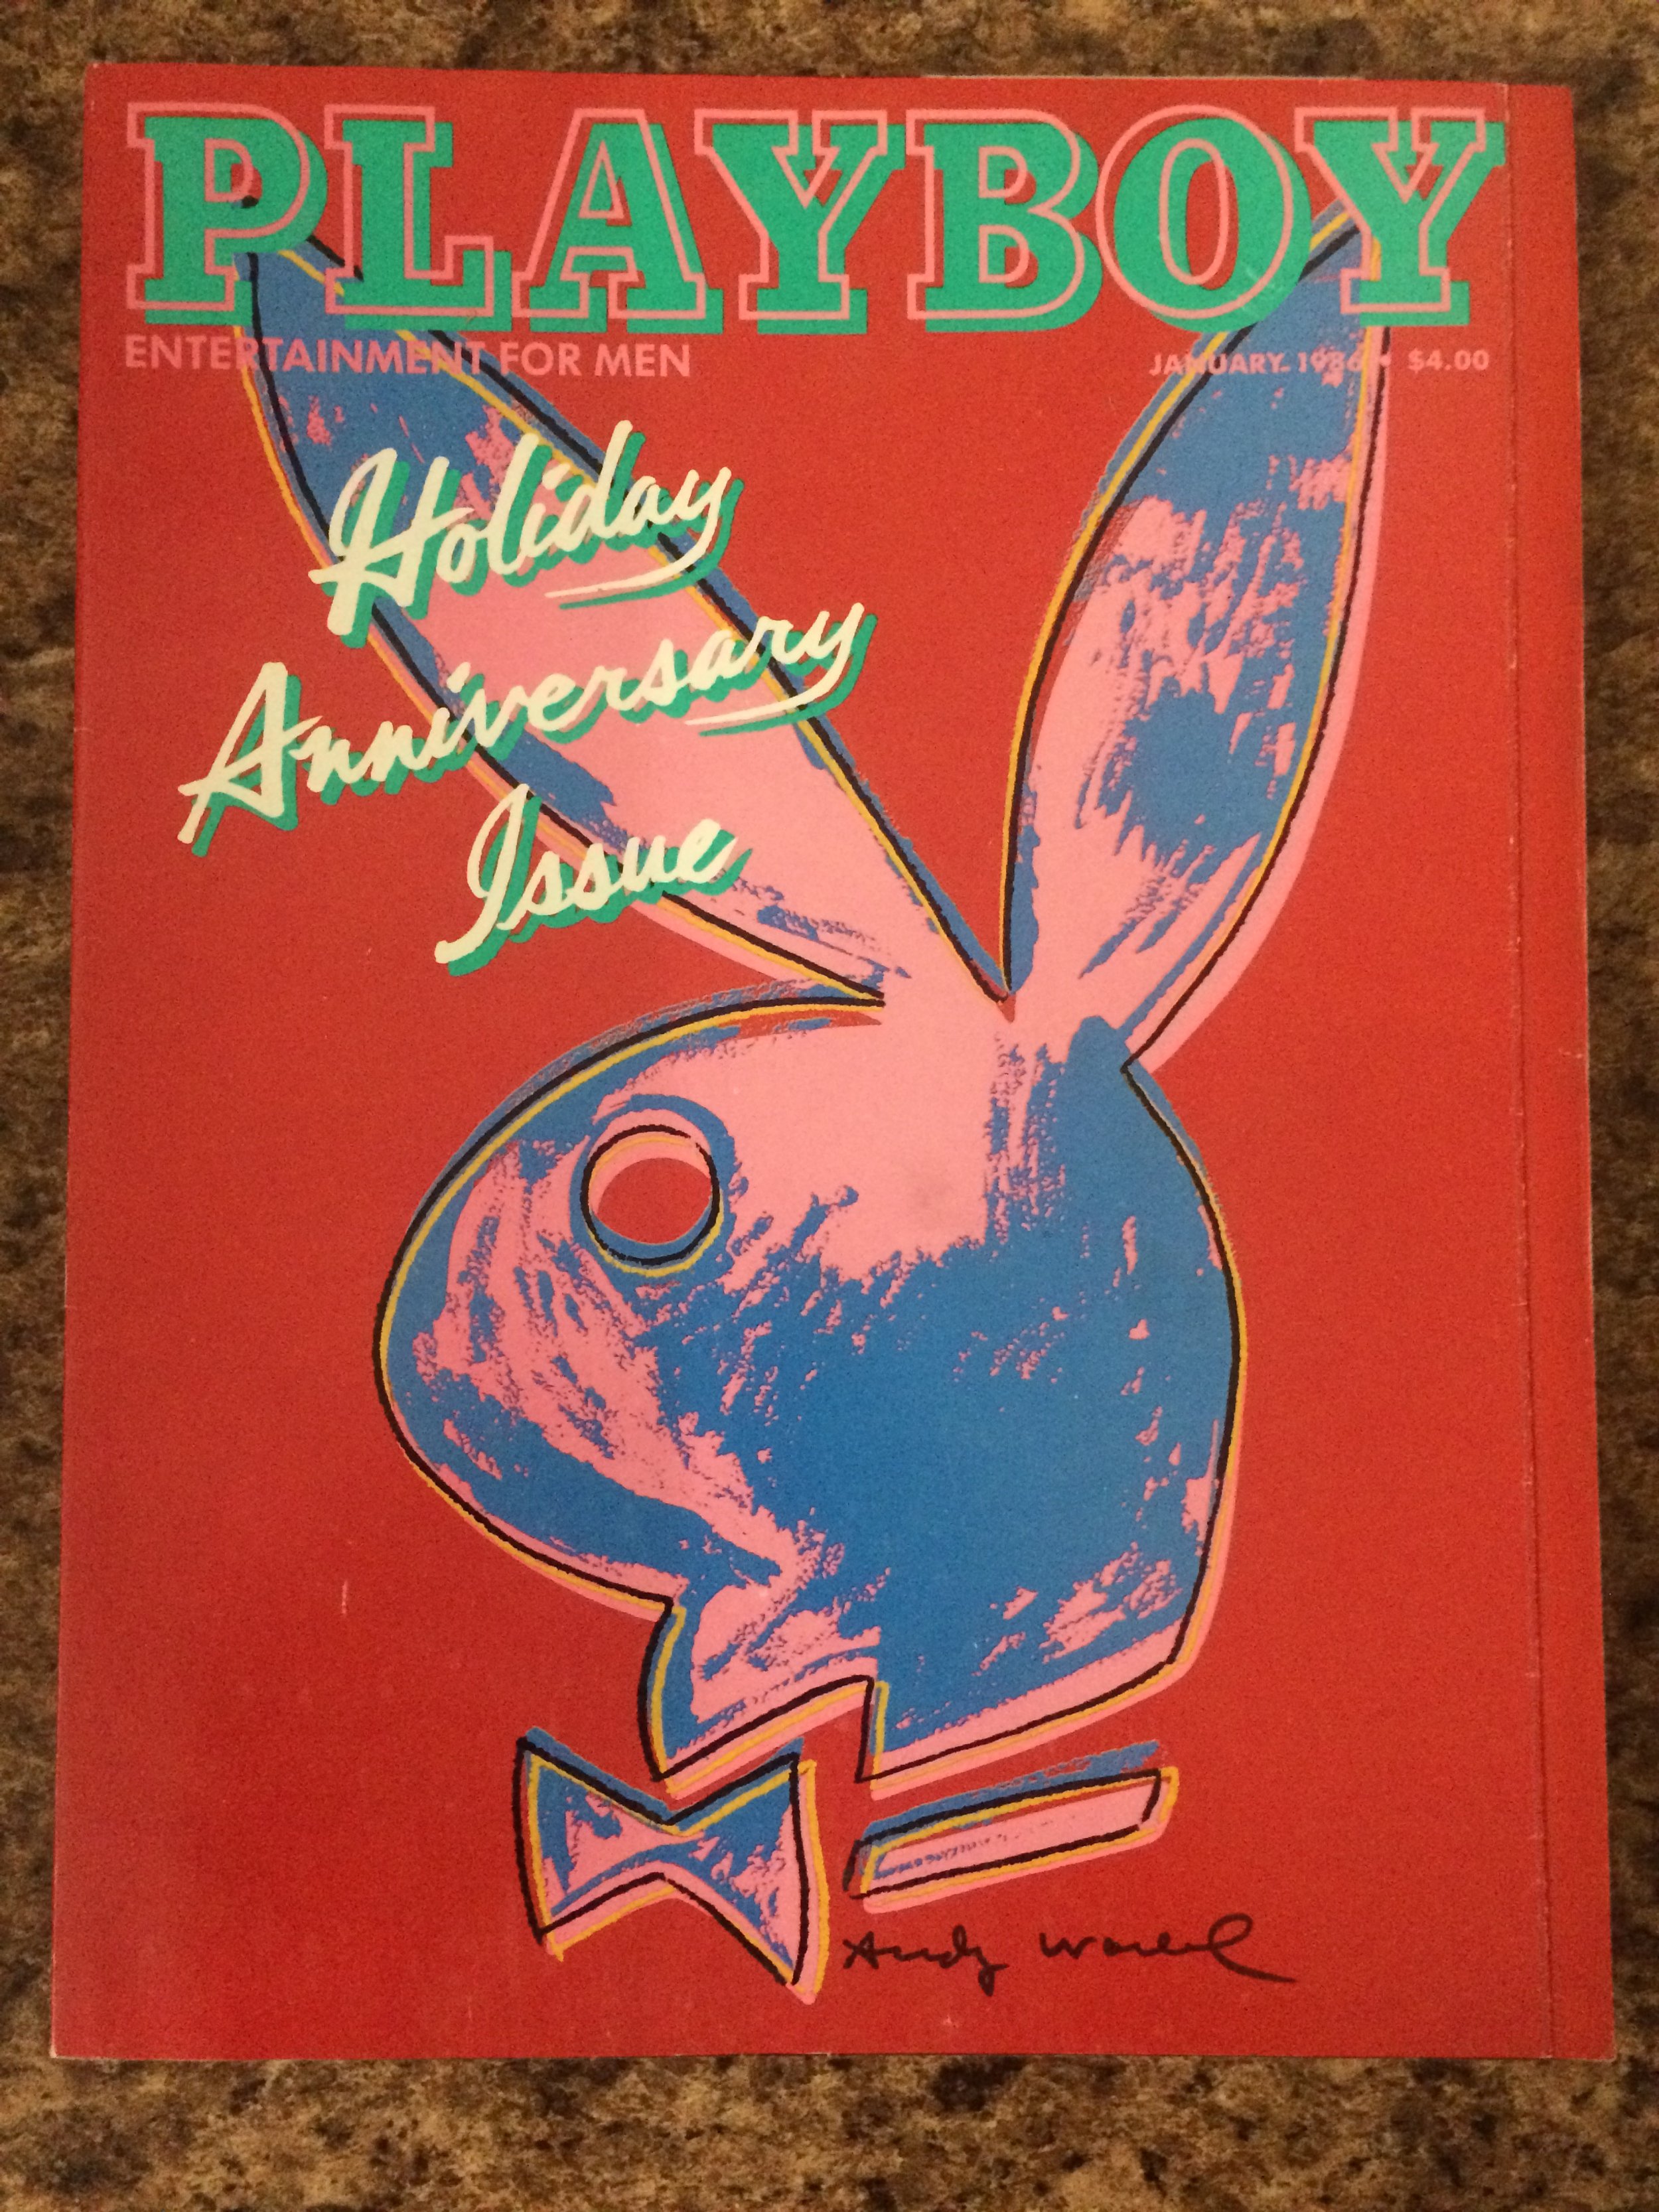 PLAYBOY
ENTERTAINMENT FOR MEN
JANUARY 1986 • $4.00
Holiday
Anniversary
Issue
Andy Warhol